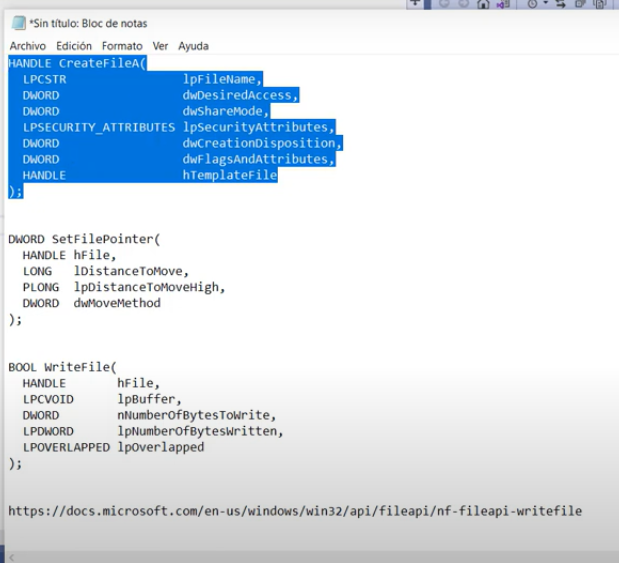 *Sin título: Bloc de notas
Archivo Edición Formato Ver Ayuda
HANDLE CreateFileA(
  LPCSTR                lpFileName,
  DWORD                 dwDesiredAccess,
  DWORD                 dwShareMode,
  LPSECURITY_ATTRIBUTES lpSecurityAttributes,
  DWORD                 dwCreationDisposition,
  DWORD                 dwFlagsAndAttributes,
  HANDLE                hTemplateFile
);
DWORD SetFilePointer(
  HANDLE hFile,
  LONG   lDistanceToMove,
  PLONG  lpDistanceToMoveHigh,
  DWORD  dwMoveMethod
);
BOOL WriteFile(
  HANDLE       hFile,
  LPCVOID      lpBuffer,
  DWORD        nNumberOfBytesToWrite,
  LPDWORD      lpNumberOfBytesWritten,
  LPOVERLAPPED lpOverlapped
);
https://docs.microsoft.com/en-us/windows/win32/api/fileapi/nf-fileapi-writefile